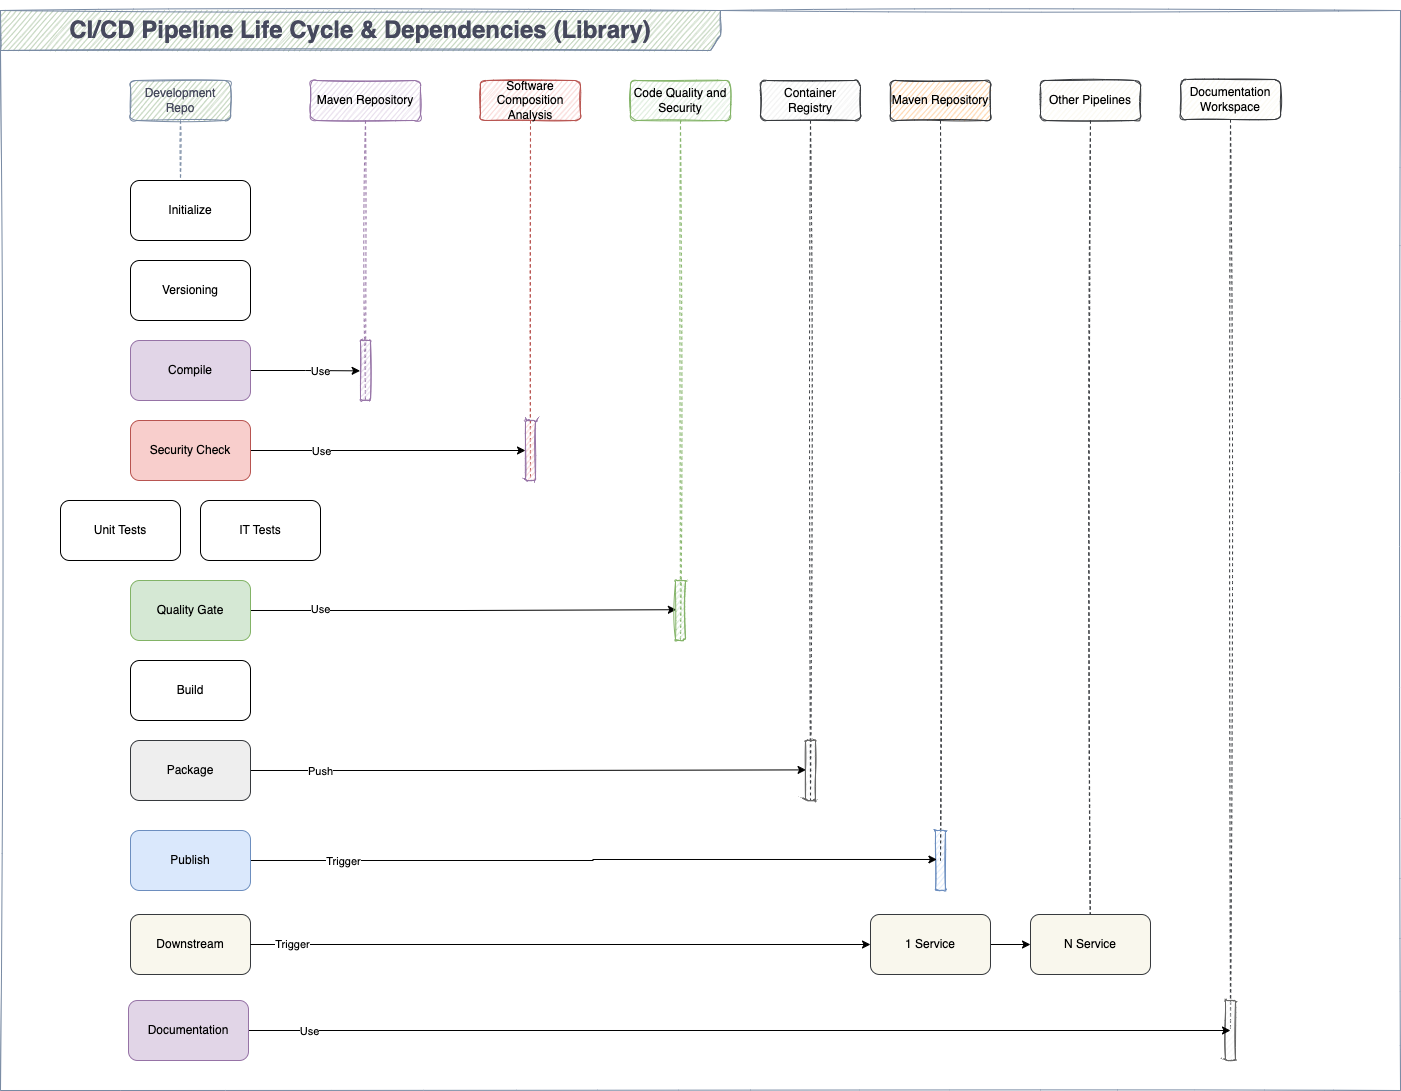 CI/CD Pipeline Life Cycle & Dependencies (Library)
Development
Repo
Maven Repository
Software
Composition
Analysis
Code Quality and
Security
Container
Registry
Maven Repository
Other Pipelines
Documentation
Workspace
Initialize
Versioning
Compile
Use
Security Check
Use
Unit Tests
IT Tests
Quality Gate
Use
Build
Package
Push
Publish
Trigger
Downstream
Trigger
1 Service
N Service
Documentation
Use